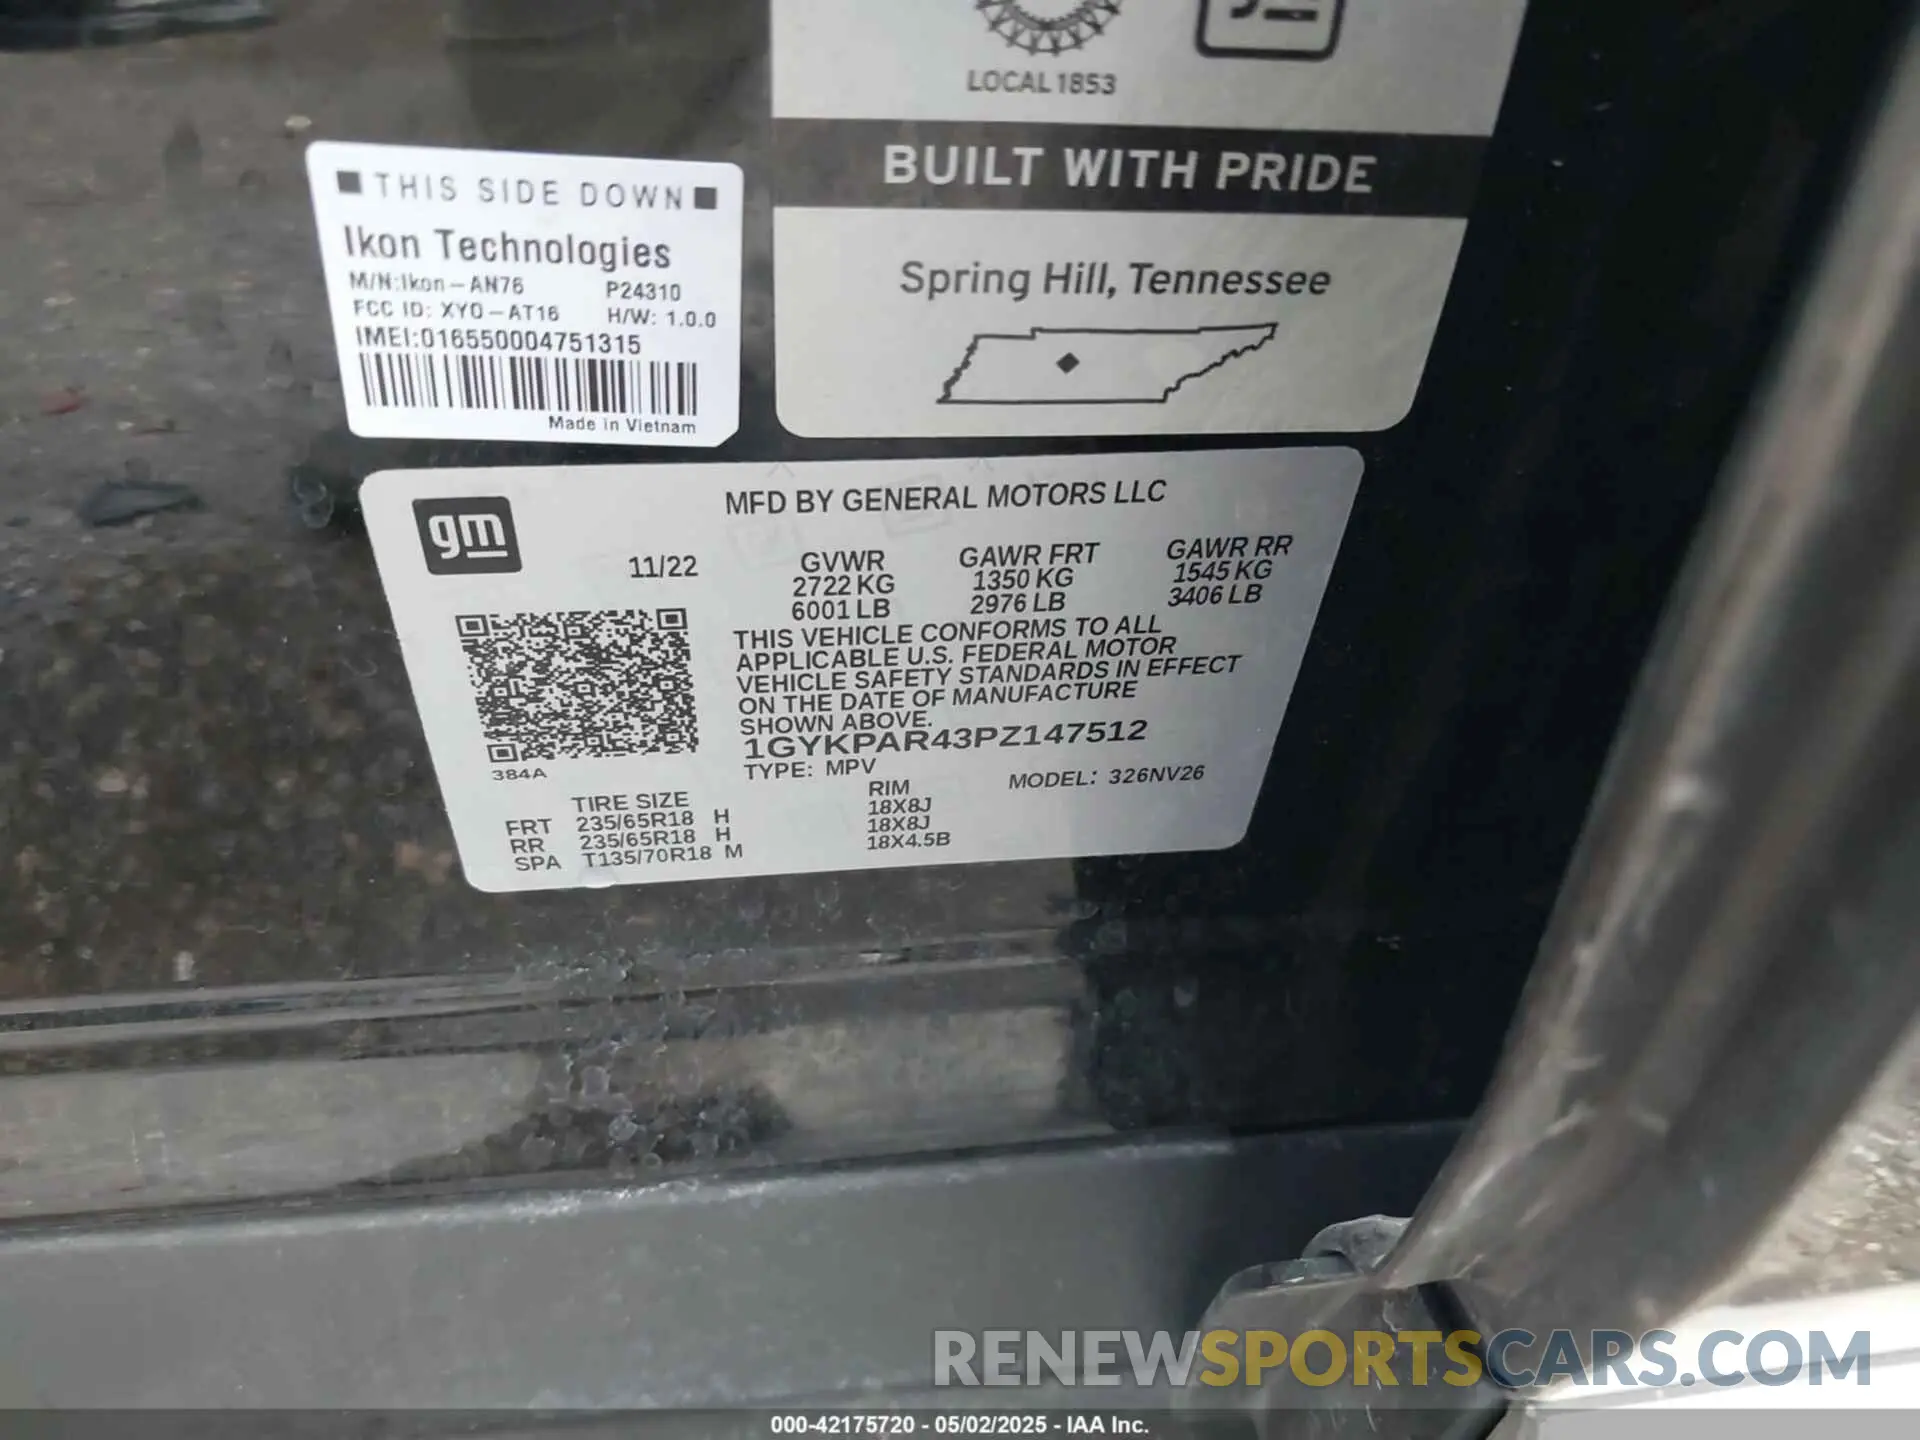 LOCAL 1853
BUILT WITH PRIDE
Spring Hill, Tennessee
THIS SIDE DOWN
Ikon Technologies
M/N:Ikon-AN76 P24310
FCC ID: XYO-AT16 H/W: 1.0.0
IMEI:016550004751315
Made in Vietnam
gm
MFD BY GENERAL MOTORS LLC
11/22 GVWR GAWR FRT GAWR RR
2722 KG 1350 KG 1545 KG
6001 LB 2976 LB 3406 LB
THIS VEHICLE CONFORMS TO ALL
APPLICABLE U.S. FEDERAL MOTOR
VEHICLE SAFETY STANDARDS IN EFFECT
ON THE DATE OF MANUFACTURE
SHOWN ABOVE.
1GYKPAR43PZ147512
384A
TYPE: MPV MODEL: 326NV26
TIRE SIZE RIM
FRT 235/65R18 H 18X8J
RR 235/65R18 H 18X8J
SPA T135/70R18 M 18X4.5B
RENEWSPORTSCARS.COM
000-42175720 - 05/02/2025 - IAA Inc.